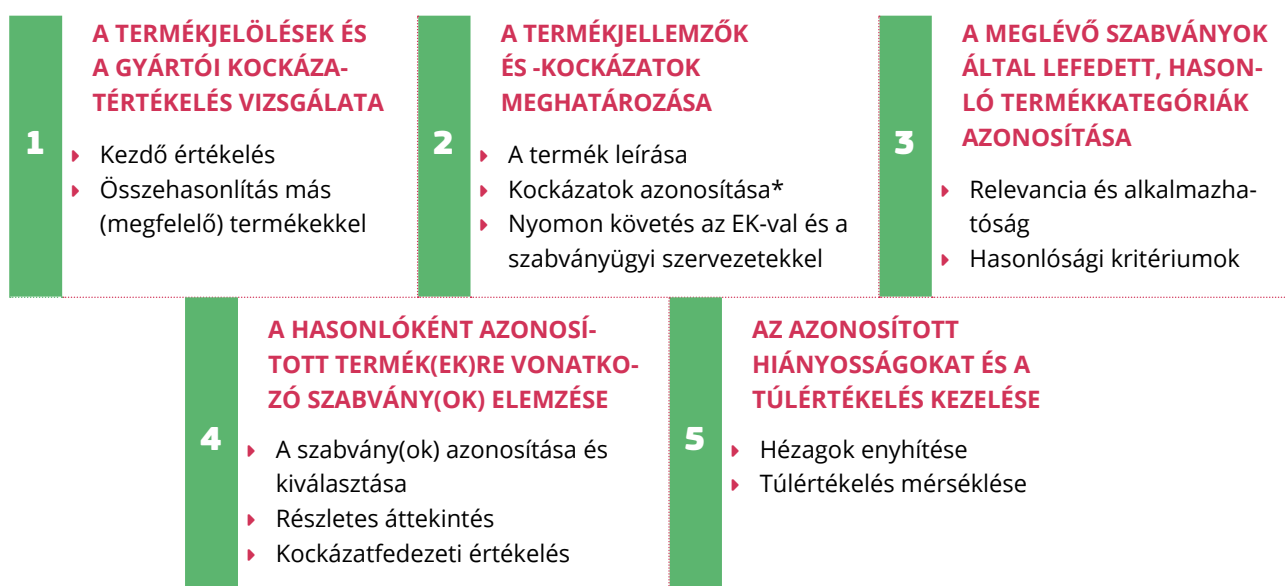 1
A TERMÉKJELÖLÉSEK ÉS
A GYÁRTÓI KOCKÁZA-
TÉRTÉKELÉS VIZSGÁLATA
Kezdő értékelés
Összehasonlítás más
(megfelelő) termékekkel
2
A TERMÉKJELLEMZŐK
ÉS -KOCKÁZATOK
MEGHATÁROZÁSA
A termék leírása
Kockázatok azonosítása*
Nyomon követés az EK-val és a
szabványügyi szervezetekkel
3
A MEGLÉVŐ SZABVÁNYOK
ÁLTAL LEFEDETT, HASON-
LÓ TERMÉKKATEGÓRIÁK
AZONOSÍTÁSA
Relevancia és alkalmazha-
tóság
Hasonlósági kritériumok
4
A HASONLÓKÉNT AZONOSÍ-
TOTT TERMÉK(EK)RE VONATKO-
ZÓ SZABVÁNY(OK) ELEMZÉSE
A szabvány(ok) azonosítása és
kiválasztása
Részletes áttekintés
Kockázatfedezeti értékelés
5
AZ AZONOSÍTOTT
HIÁNYOSSÁGOKAT ÉS A
TÚLÉRTÉKELÉS KEZELÉSE
Hézagok enyhítése
Túlértékelés mérséklése